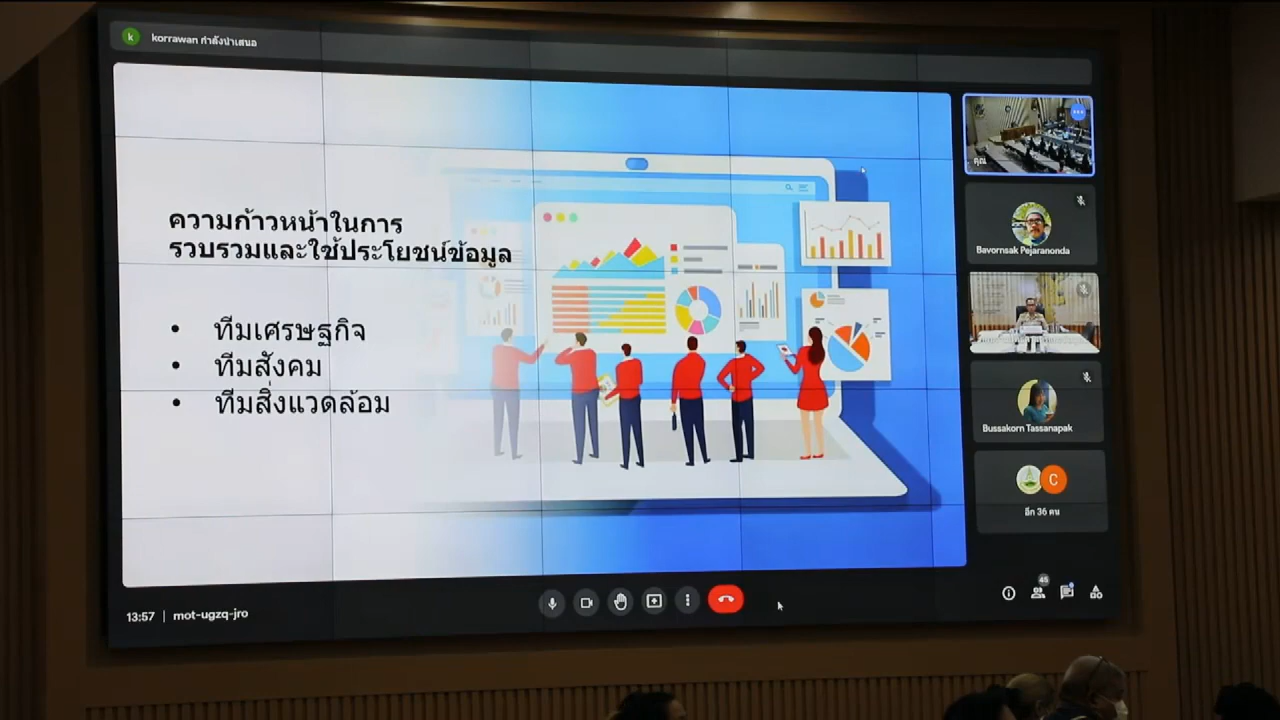 k korrawan กำลังนำเสนอ
ความก้าวหน้าในการ
รวบรวมและใช้ประโยชน์ข้อมูล
• ทีมเศรษฐกิจ
• ทีมสังคม
• ทีมสิ่งแวดล้อม
คุณ
Bavornsak Pejaranonda
Bussakorn Tassanapak
C
อีก 36 คน
13:57 | mot-ugzq-jro
45